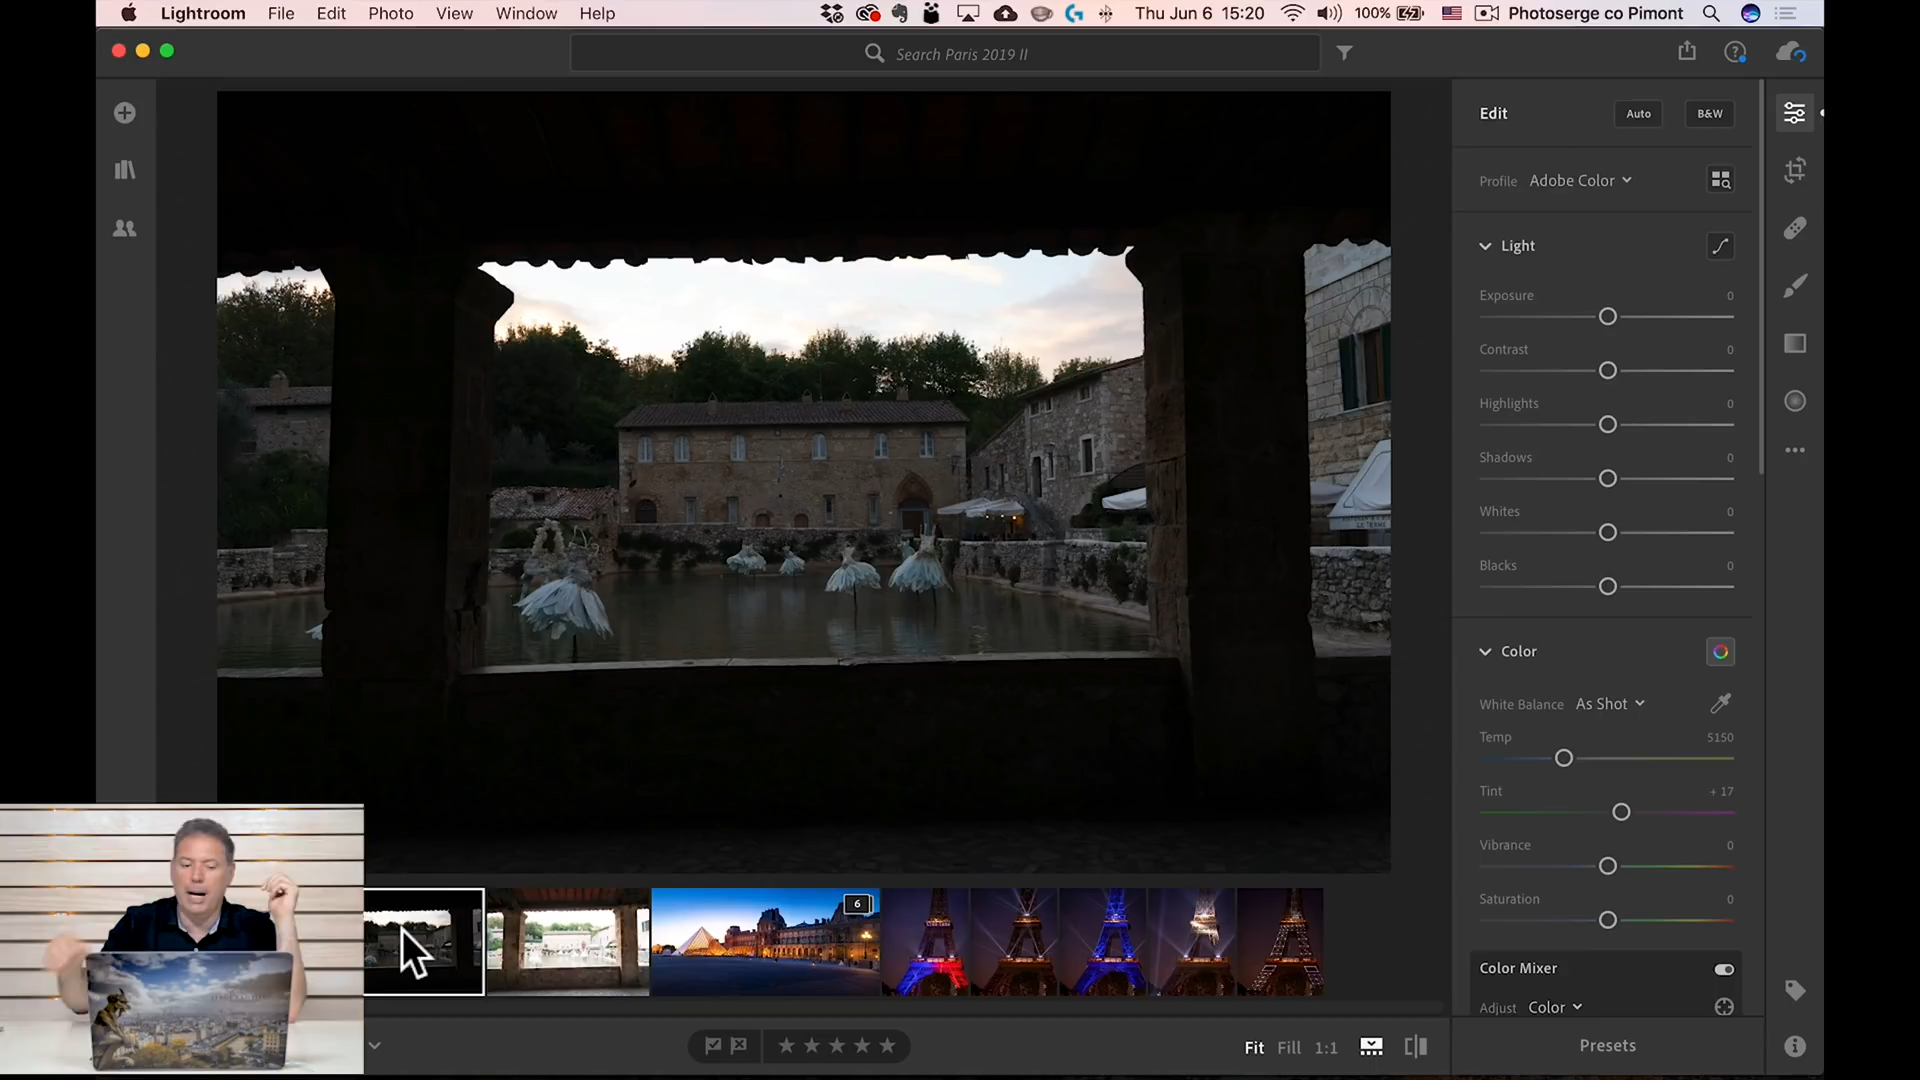 Lightroom File Edit Photo View Window Help Thu Jun 6 15:20 100% Photoserge co Pimont
Search Paris 2019 II
Edit Auto B&W
Profile Adobe Color
Light
Exposure 0
Contrast 0
Highlights 0
Shadows 0
Whites 0
Blacks 0
Color
White Balance As Shot
Temp 5150
Tint + 17
Vibrance 0
Saturation 0
Color Mixer
Adjust Color
6
Fit Fill 1:1
Presets